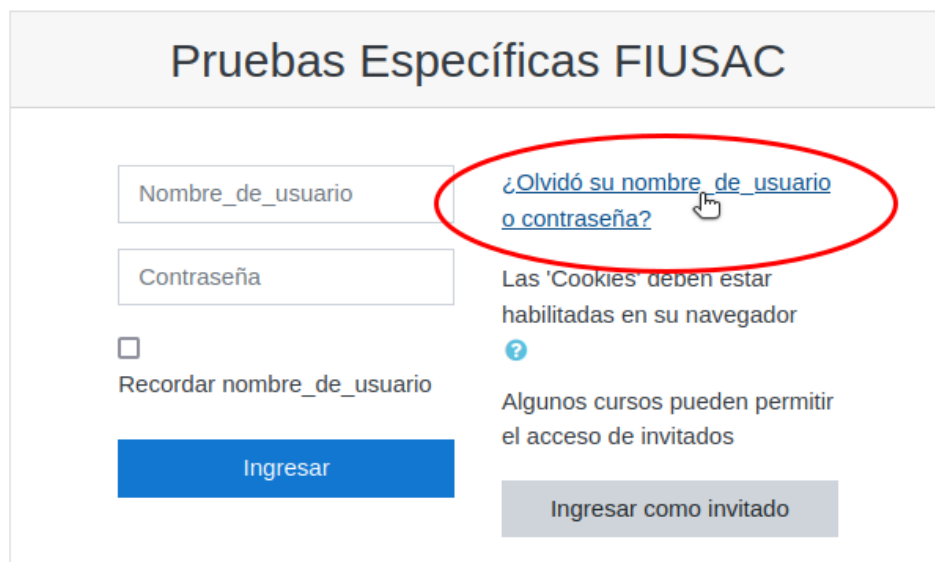 Pruebas Específicas FIUSAC
Nombre_de_usuario
Contraseña
Recordar nombre_de_usuario
Ingresar
¿Olvidó su nombre_de_usuario
o contraseña?
Las 'Cookies' deben estar
habilitadas en su navegador
?
Algunos cursos pueden permitir
el acceso de invitados
Ingresar como invitado